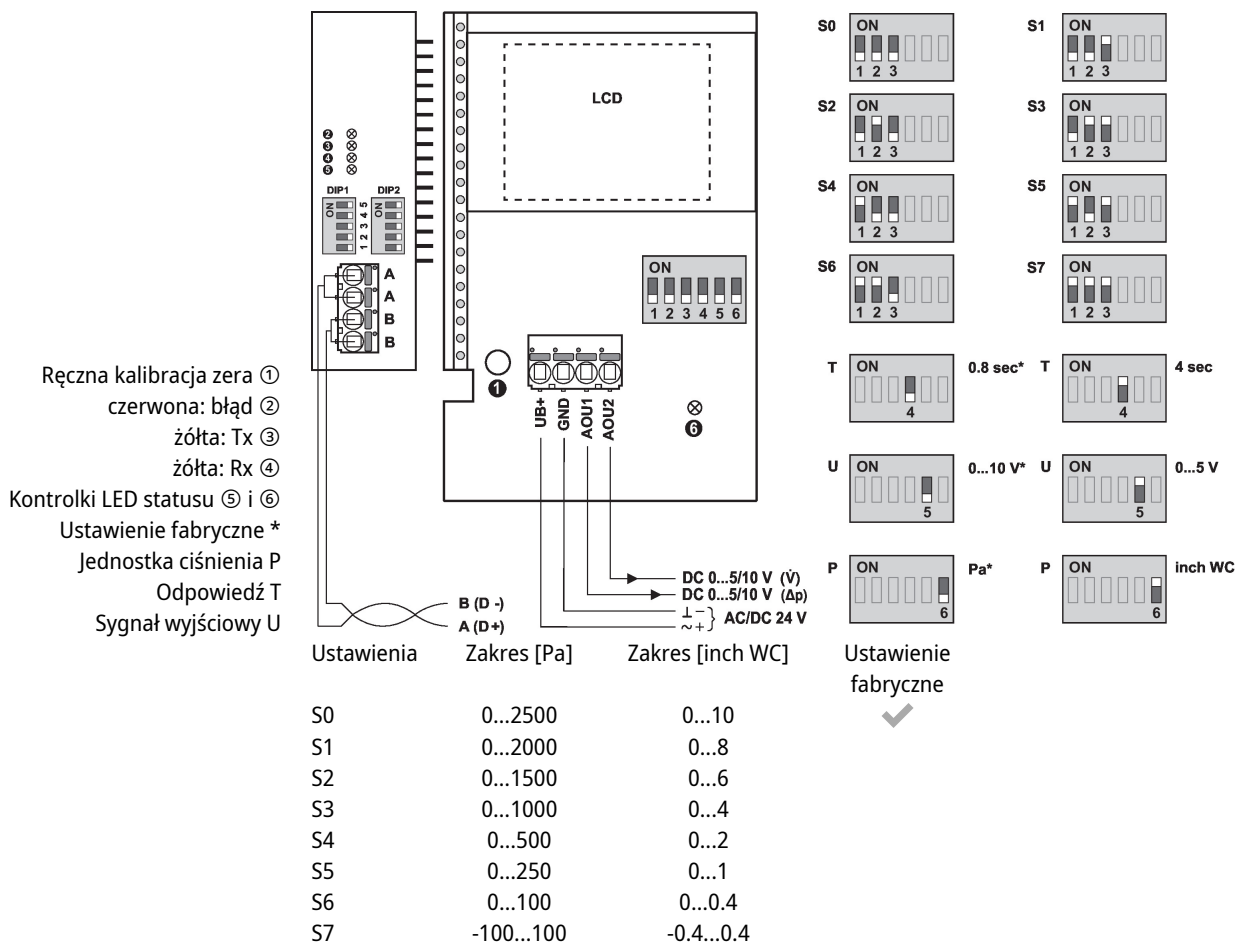 ❷
❸
❹
❺
DIP1 DIP2
ON ON
1 2 3 4 5
A
A
B
B
LCD
ON
1 2 3 4 5 6
❶
UB+
GND
AOU1
AOU2
❻
DC 0...5/10 V (V̇)
DC 0...5/10 V (Δp)
⊥ −
~ + } AC/DC 24 V
B (D -)
A (D+)
Ręczna kalibracja zera ①
czerwona: błąd ②
żółta: Tx ③
żółta: Rx ④
Kontrolki LED statusu ⑤ i ⑥
Ustawienie fabryczne *
Jednostka ciśnienia P
Odpowiedź T
Sygnał wyjściowy U
S0 ON
1 2 3
S1 ON
1 2 3
S2 ON
1 2 3
S3 ON
1 2 3
S4 ON
1 2 3
S5 ON
1 2 3
S6 ON
1 2 3
S7 ON
1 2 3
T ON 0.8 sec*
4
T ON 4 sec
4
U ON 0...10 V*
5
U ON 0...5 V
5
P ON Pa*
6
P ON inch WC
6
Ustawienia Zakres [Pa] Zakres [inch WC] Ustawienie
fabryczne
S0 0...2500 0...10 ✔
S1 0...2000 0...8
S2 0...1500 0...6
S3 0...1000 0...4
S4 0...500 0...2
S5 0...250 0...1
S6 0...100 0...0.4
S7 -100...100 -0.4...0.4